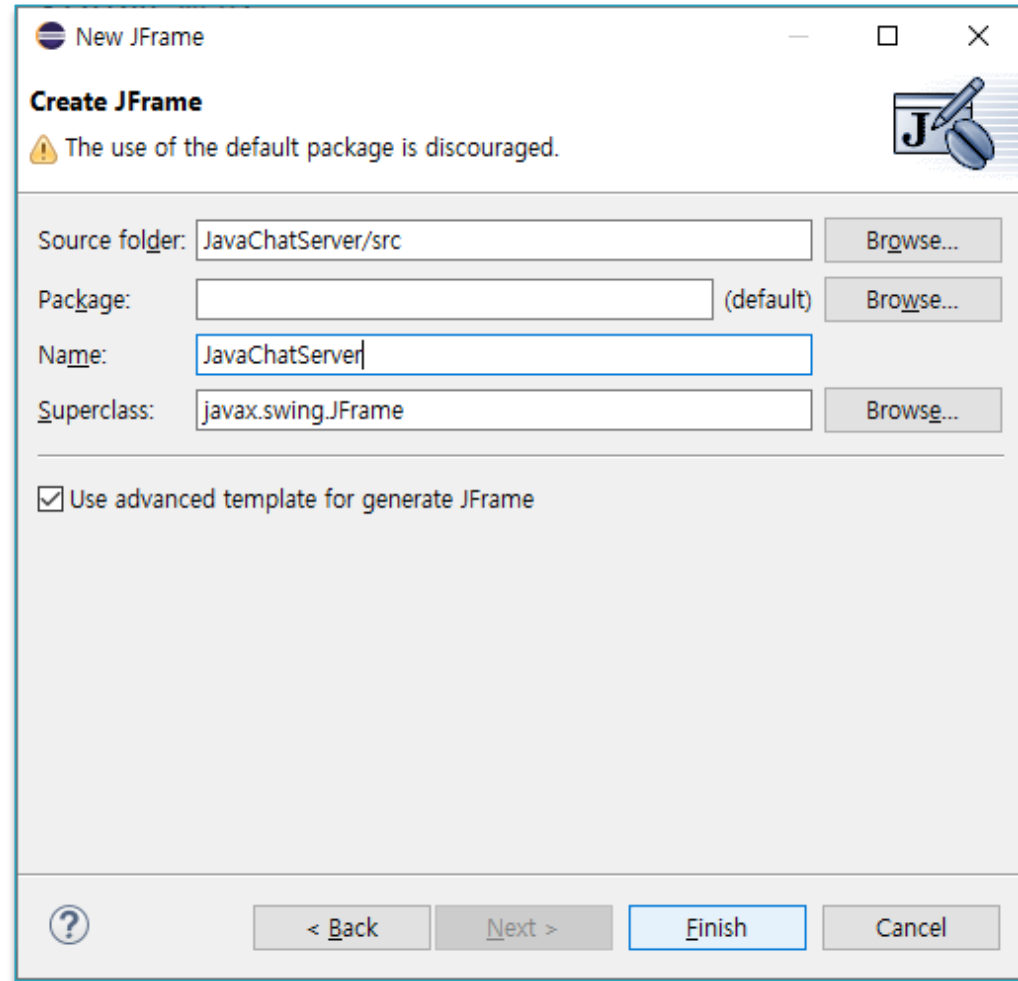 New JFrame
Create JFrame
The use of the default package is discouraged.
J
Source folder: JavaChatServer/src Browse...
Package: (default) Browse...
Name: JavaChatServer
Superclass: javax.swing.JFrame Browse...
Use advanced template for generate JFrame
? < Back Next > Finish Cancel